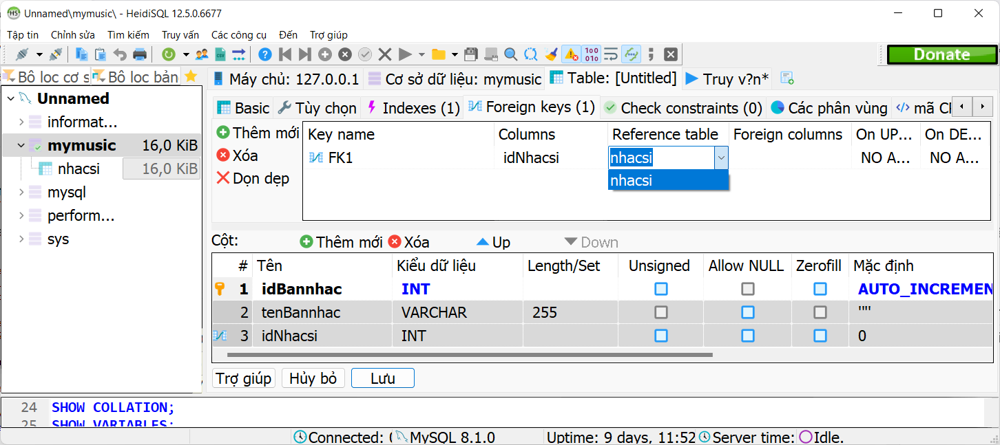 Unnamed\mymusic\ - HeidiSQL 12.5.0.6677
Tập tin Chỉnh sửa Tìm kiếm Truy vấn Các công cụ Đến Trợ giúp
Donate
Bộ lọc cơ s Bộ lọc bản
Máy chủ: 127.0.0.1 Cơ sở dữ liệu: mymusic Table: [Untitled] Truy v?n*
Unnamed
informat...
mymusic 16,0 KiB
nhacsi 16,0 KiB
mysql
perform...
sys
Basic Tùy chọn Indexes (1) Foreign keys (1) Check constraints (0) Các phân vùng mã
Thêm mới
Xóa
Dọn dẹp
Key name Columns Reference table Foreign columns On UP... On DE...
FK1 idNhacsi nhacsi NO A... NO A...
nhacsi
Cột: Thêm mới Xóa Up Down
# Tên Kiểu dữ liệu Length/Set Unsigned Allow NULL Zerofill Mặc định
1 idBannhac INT AUTO_INCREMEN
2 tenBannhac VARCHAR 255 '""'
3 idNhacsi INT 0
Trợ giúp Hủy bỏ Lưu
24 SHOW COLLATION;
25 SHOW VARIABLES;
Connected: MySQL 8.1.0 Uptime: 9 days, 11:52 Server time: Idle.